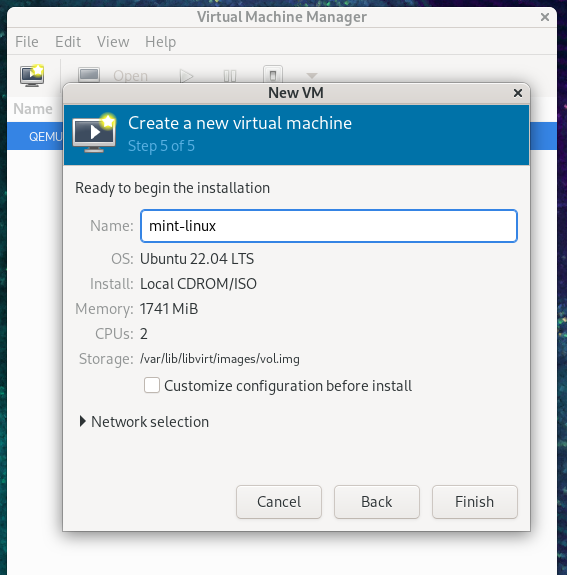 Virtual Machine Manager
File Edit View Help
Open
New VM
Name
Create a new virtual machine
QEMU
Step 5 of 5
Ready to begin the installation
Name: mint-linux
OS: Ubuntu 22.04 LTS
Install: Local CDROM/ISO
Memory: 1741 MiB
CPUs: 2
Storage: /var/lib/libvirt/images/vol.img
Customize configuration before install
Network selection
Cancel Back Finish